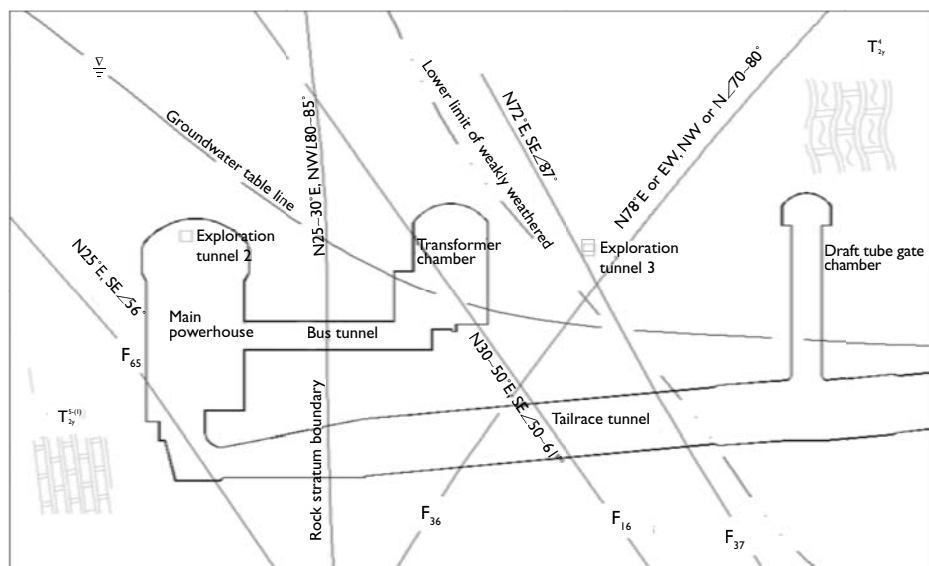 T⁴₂y
Groundwater table line
N25~30°E, NW∠80~85°
Lower limit of weakly weathered
N72°E, SE∠87°
N78°E or EW, NW or N∠70~80°
Exploration
tunnel 2
Transformer
chamber
Exploration
tunnel 3
Draft tube gate
chamber
N25°E, SE∠56°
Main
powerhouse
Bus tunnel
F₆₅
N30~50°E, SE∠50~61°
T⁵⁻⁽¹⁾₂y
Rock stratum boundary
Tailrace tunnel
F₃₆
F₁₆
F₃₇